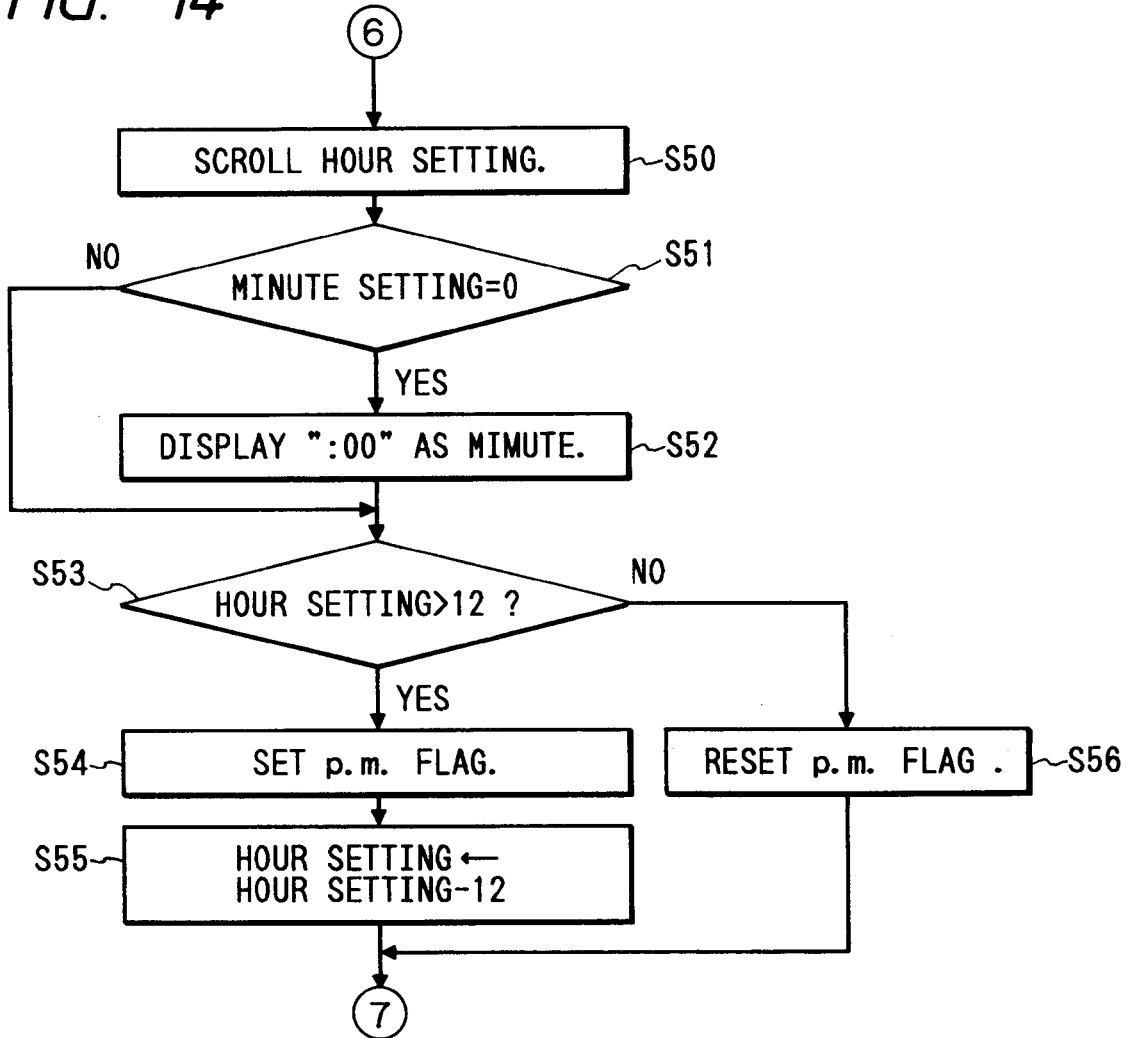 FIG. 14
6
SCROLL HOUR SETTING.
S50
MINUTE SETTING=0
S51
NO
YES
DISPLAY ":00" AS MIMUTE.
S52
S53
HOUR SETTING>12 ?
NO
YES
S54
SET p.m. FLAG.
RESET p.m. FLAG .
S56
S55
HOUR SETTING ←
HOUR SETTING-12
7